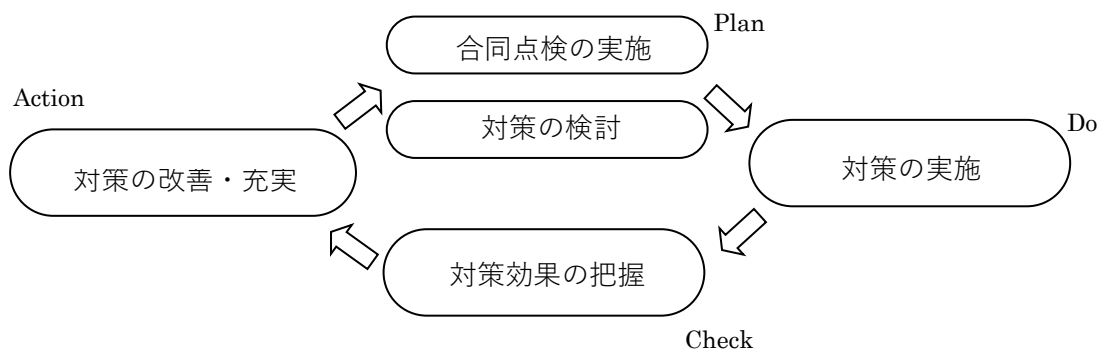 Plan
合同点検の実施
対策の検討
Action
対策の改善・充実
Do
対策の実施
対策効果の把握
Check